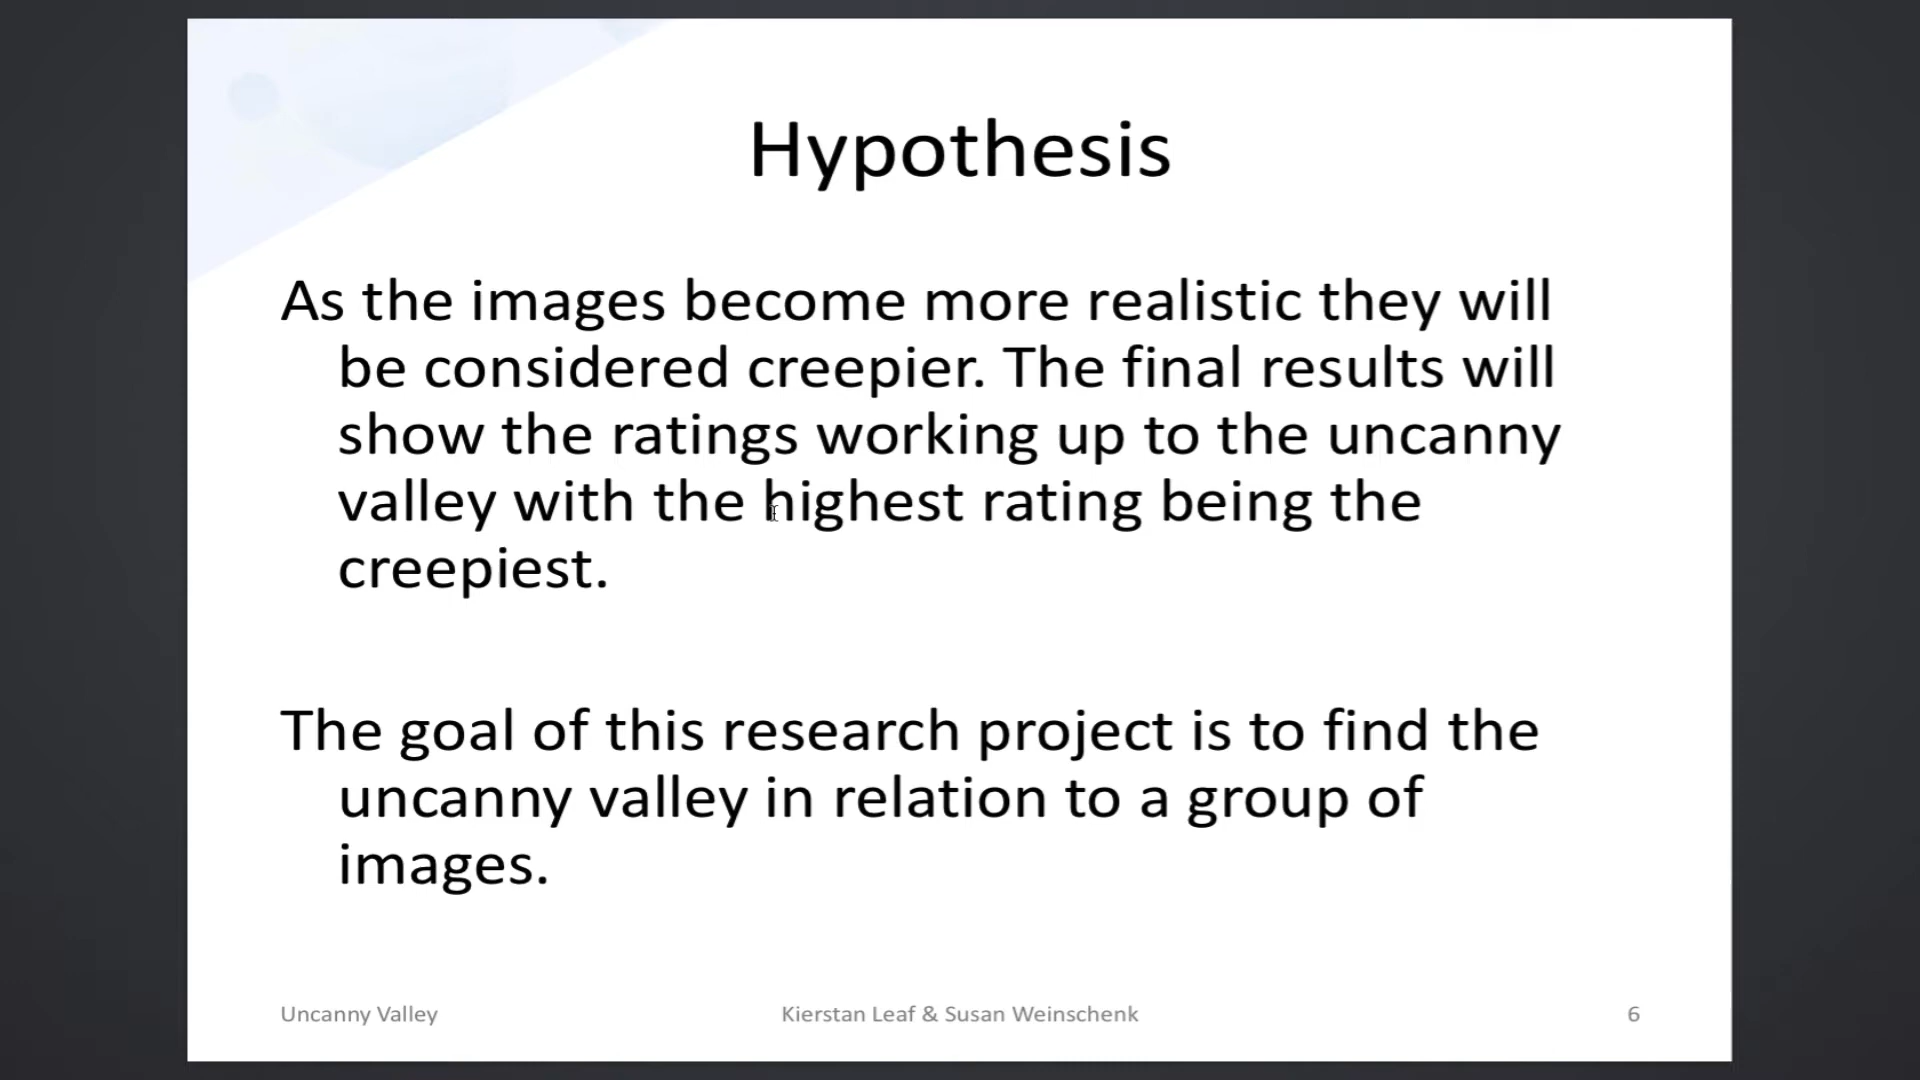 Hypothesis
As the images become more realistic they will
be considered creepier. The final results will
show the ratings working up to the uncanny
valley with the highest rating being the
creepiest.
The goal of this research project is to find the
uncanny valley in relation to a group of
images.
Uncanny Valley
Kierstan Leaf & Susan Weinschenk
6